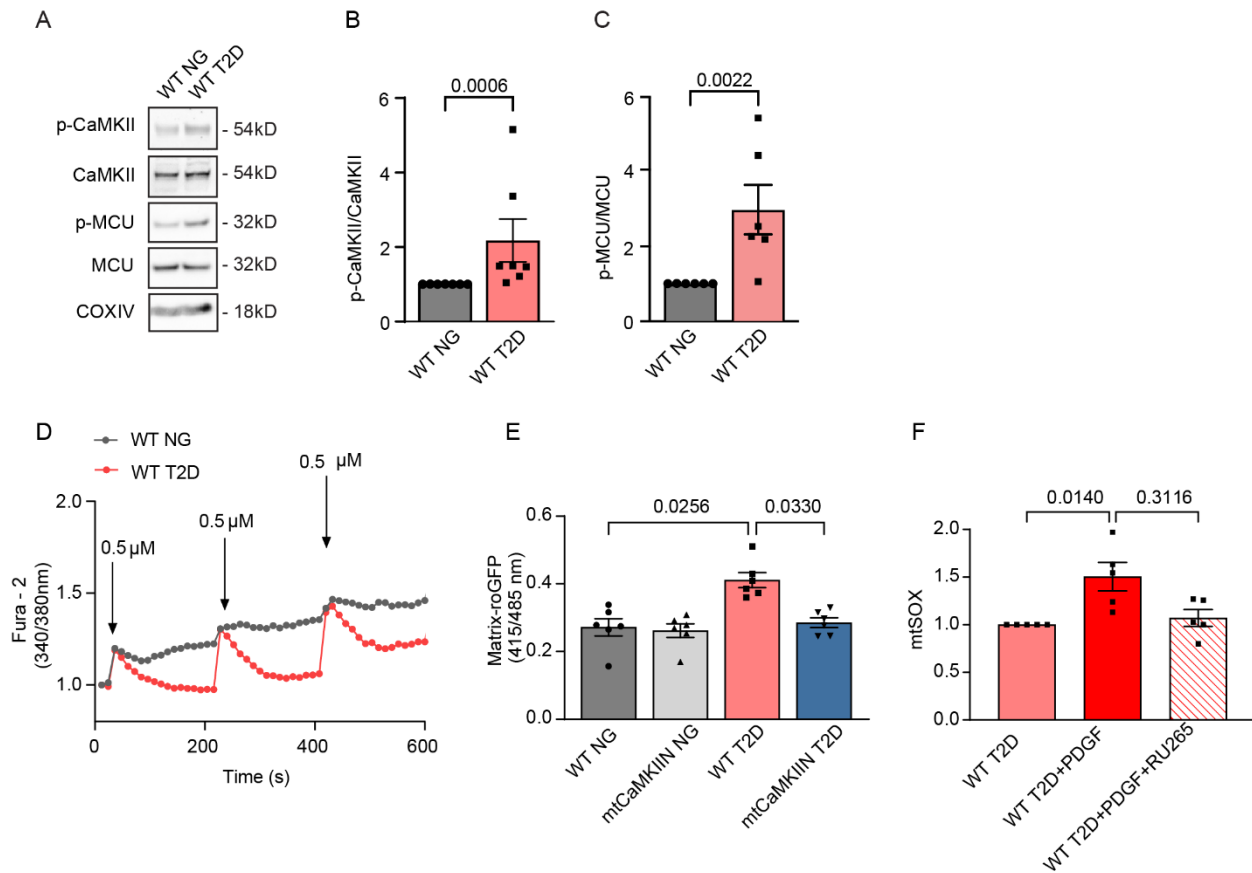 A
WT NG
WT T2D
p-CaMKII
- 54kD
CaMKII
- 54kD
p-MCU
- 32kD
MCU
- 32kD
COXIV
- 18kD
B
0.0006
p-CaMKII/CaMKII
6
4
2
0
WT NG
WT T2D
C
0.0022
p-MCU/MCU
6
4
2
0
WT NG
WT T2D
D
WT NG
WT T2D
0.5 µM
0.5 µM
0.5 µM
Fura - 2
(340/380nm)
2.0
1.5
1.0
0
200
400
600
Time (s)
E
0.0256
0.0330
Matrix-roGFP
(415/485 nm)
0.6
0.4
0.2
0.0
WT NG
mtCaMKIIN NG
WT T2D
mtCaMKIIN T2D
F
0.0140
0.3116
mtSOX
2.0
1.5
1.0
0.5
0.0
WT T2D
WT T2D+PDGF
WT T2D+PDGF+RU265